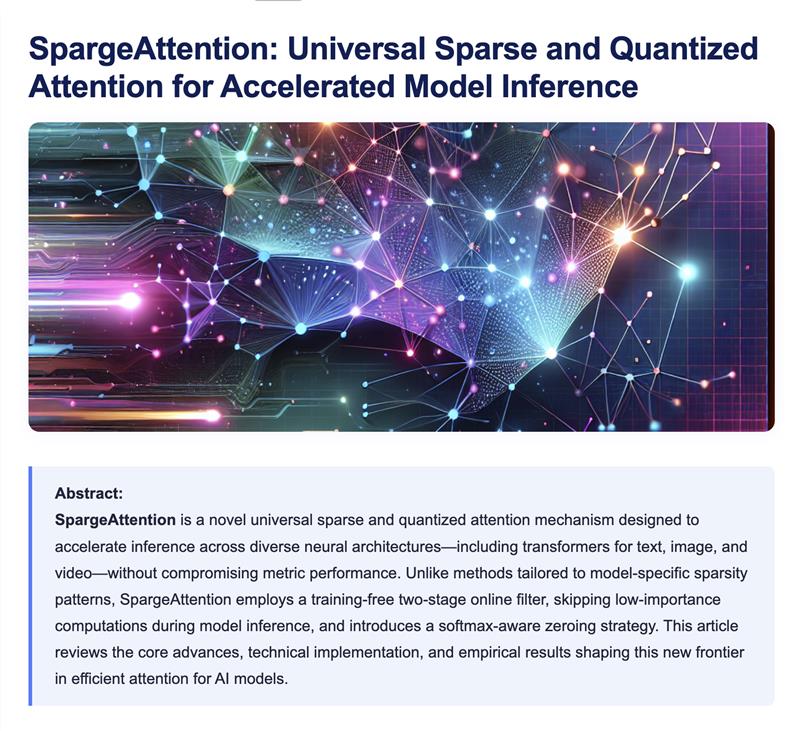 SpargeAttention: Universal Sparse and Quantized
Attention for Accelerated Model Inference
Abstract:
SpargeAttention is a novel universal sparse and quantized attention mechanism designed to
accelerate inference across diverse neural architectures—including transformers for text, image, and
video—without compromising metric performance. Unlike methods tailored to model-specific sparsity
patterns, SpargeAttention employs a training-free two-stage online filter, skipping low-importance
computations during model inference, and introduces a softmax-aware zeroing strategy. This article
reviews the core advances, technical implementation, and empirical results shaping this new frontier
in efficient attention for AI models.